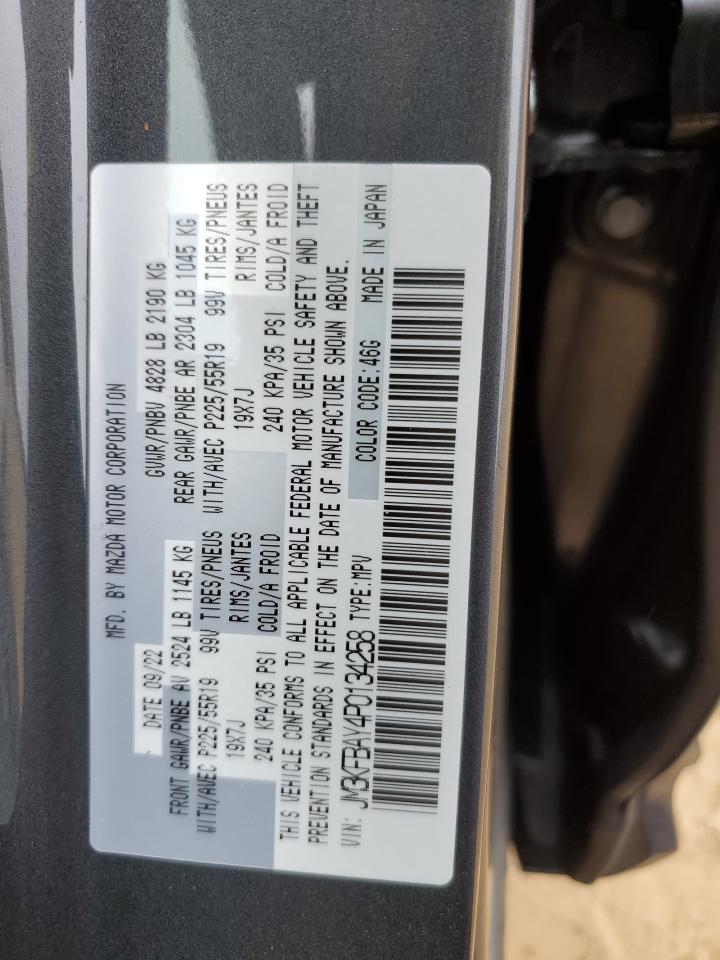 MFD. BY MAZDA MOTOR CORPORATION
DATE 09/22 GVWR/PNBV 4828 LB 2190 KG
FRONT GAWR/PNBE AV 2524 LB 1145 KG REAR GAWR/PNBE AR 2304 LB 1045 KG
WITH/AVEC P225/55R19 99V TIRES/PNEUS WITH/AVEC P225/55R19 99V TIRES/PNEUS
19X7J RIMS/JANTES 19X7J RIMS/JANTES
240 KPA/35 PSI COLD/A FROID 240 KPA/35 PSI COLD/A FROID
THIS VEHICLE CONFORMS TO ALL APPLICABLE FEDERAL MOTOR VEHICLE SAFETY AND THEFT
PREVENTION STANDARDS IN EFFECT ON THE DATE OF MANUFACTURE SHOWN ABOVE.
VIN: JM3KFBAY4P0134258 TYPE:MPV COLOR CODE:46G MADE IN JAPAN